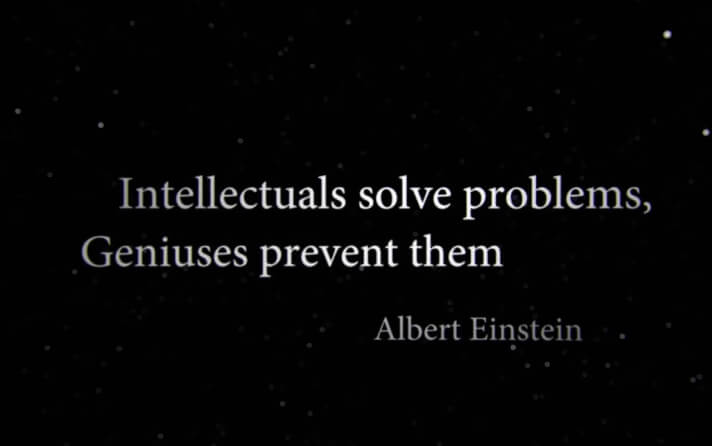 Intellectuals solve problems,
Geniuses prevent them
Albert Einstein